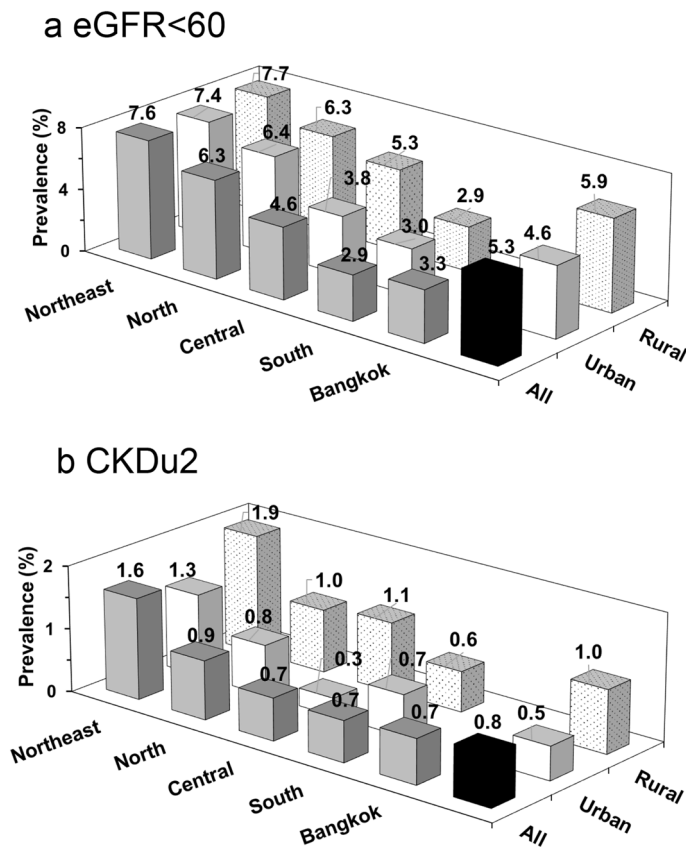 a eGFR<60
7.7
7.6
7.4
6.3
8
6.3
6.4
5.3
Prevalence (%)
3.8
5.9
4
4.6
2.9
3.0
5.3
4.6
2.9
3.3
0
Northeast
North
Central
South
Bangkok
All
Urban
Rural
b CKDu2
1.9
2
1.6
1.3
1.0
1.1
Prevalence (%)
0.9
0.8
0.6
1
0.3
0.7
1.0
0.7
0.7
0.7
0.8
0.5
0
Northeast
North
Central
South
Bangkok
All
Urban
Rural